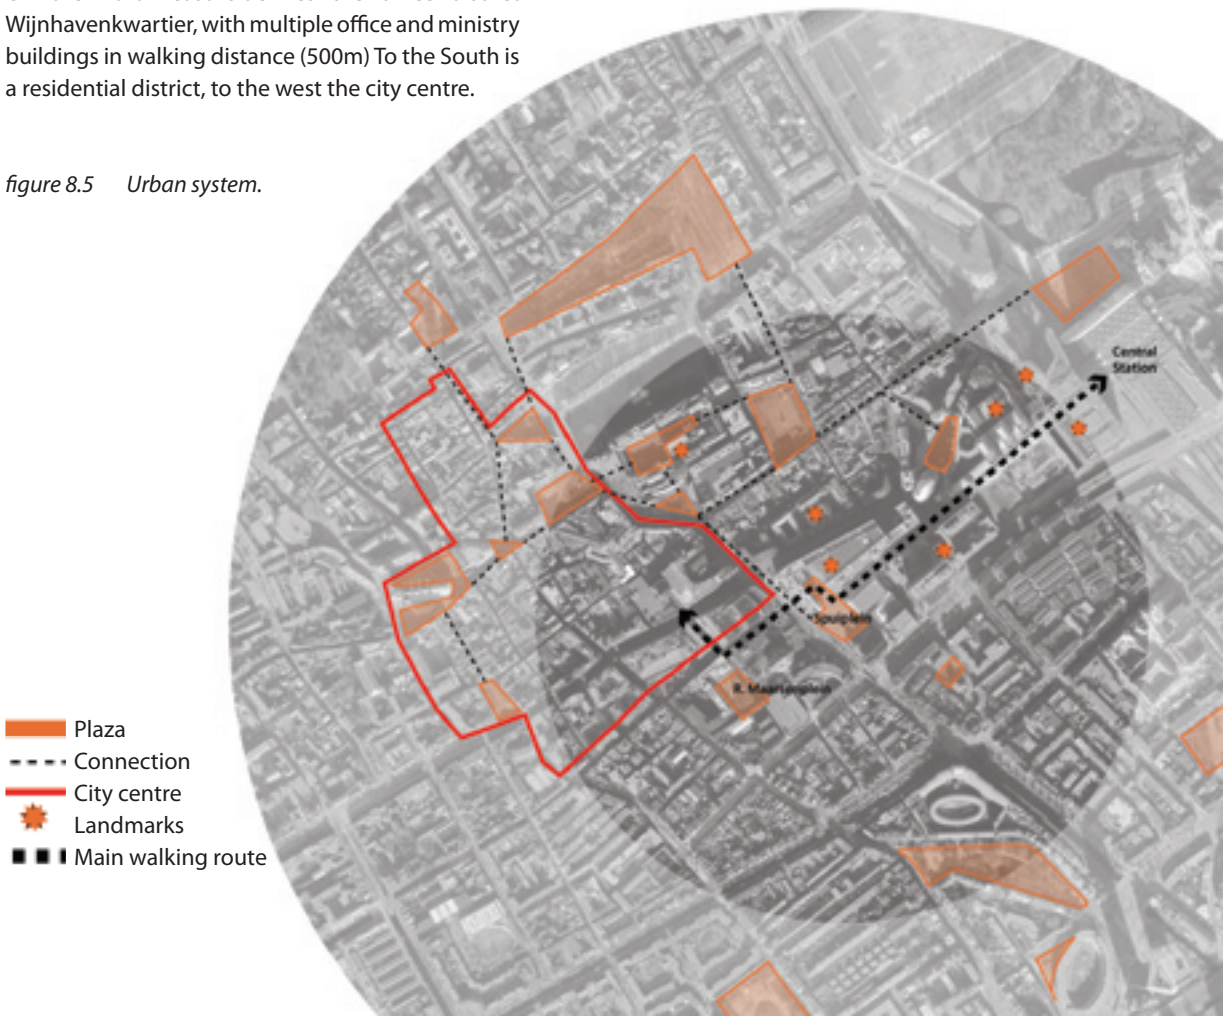 Wijnhavenkwartier, with multiple office and ministry
buildings in walking distance (500m) To the South is
a residential district, to the west the city centre.
figure 8.5 Urban system.
Central
Station
Spuiplein
R. Maartenplein
Plaza
Connection
City centre
Landmarks
Main walking route